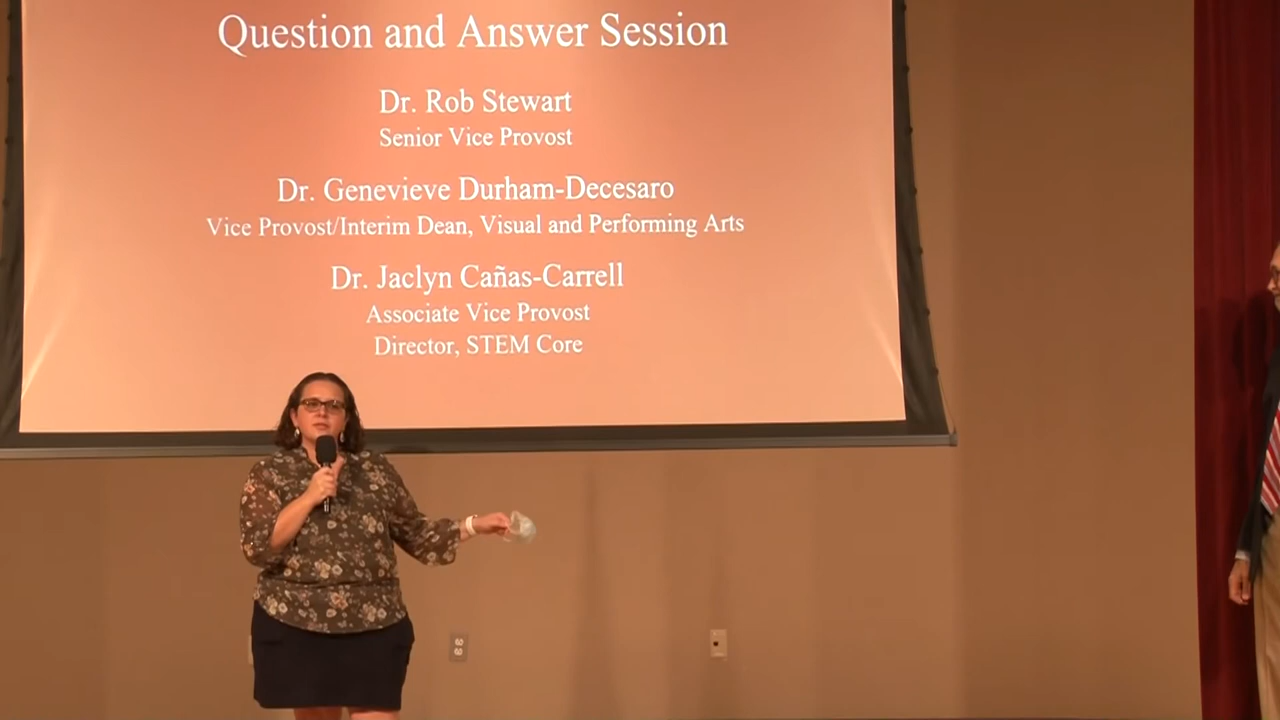 Question and Answer Session
Dr. Rob Stewart
Senior Vice Provost
Dr. Genevieve Durham-Decesaro
Vice Provost/Interim Dean, Visual and Performing Arts
Dr. Jaclyn Cañas-Carrell
Associate Vice Provost
Director, STEM Core